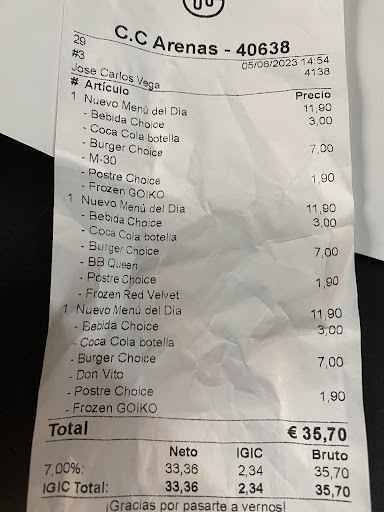 C.C Arenas - 40638
29 05/06/2023 14:54
#3 4138
Jose Carlos Vega
# Artículo Precio
1 Nuevo Menú del Día 11,90
- Bebida Choice 3,00
- Coca Cola botella
- Burger Choice 7,00
- M-30
- Postre Choice 1,90
- Frozen GOIKO
1 Nuevo Menú del Día 11,90
- Bebida Choice 3,00
- Coca Cola botella
- Burger Choice 7,00
- BB Queen
- Postre Choice 1,90
- Frozen Red Velvet
1 Nuevo Menú del Día 11,90
- Bebida Choice 3,00
- Coca Cola botella
- Burger Choice 7,00
- Don Vito
- Postre Choice 1,90
- Frozen GOIKO
Total € 35,70
Neto IGIC Bruto
7,00%: 33,36 2,34 35,70
IGIC Total: 33,36 2,34 35,70
¡Gracias por pasarte a vernos!